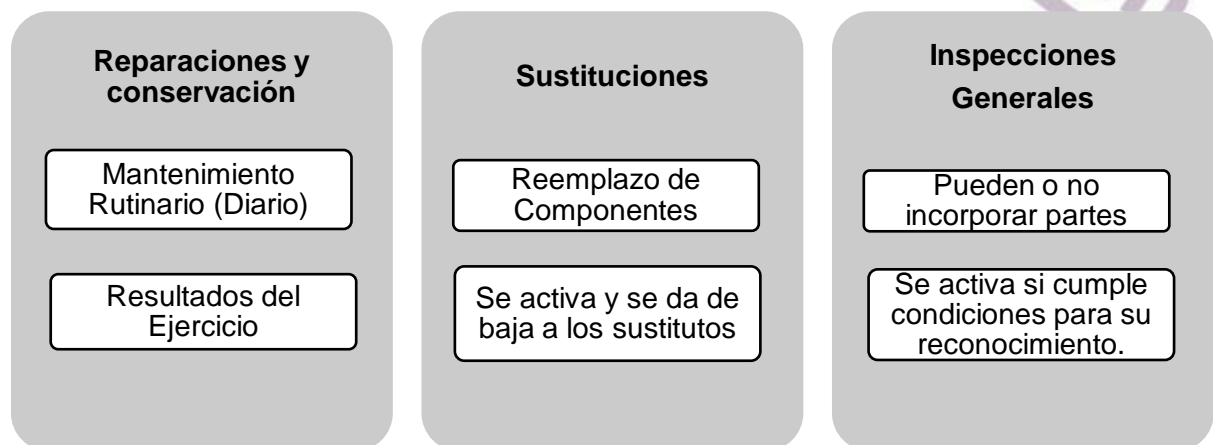 Reparaciones y
conservación
Mantenimiento
Rutinario (Diario)
Resultados del
Ejercicio
Sustituciones
Reemplazo de
Componentes
Se activa y se da de
baja a los sustitutos
Inspecciones
Generales
Pueden o no
incorporar partes
Se activa si cumple
condiciones para su
reconocimiento.